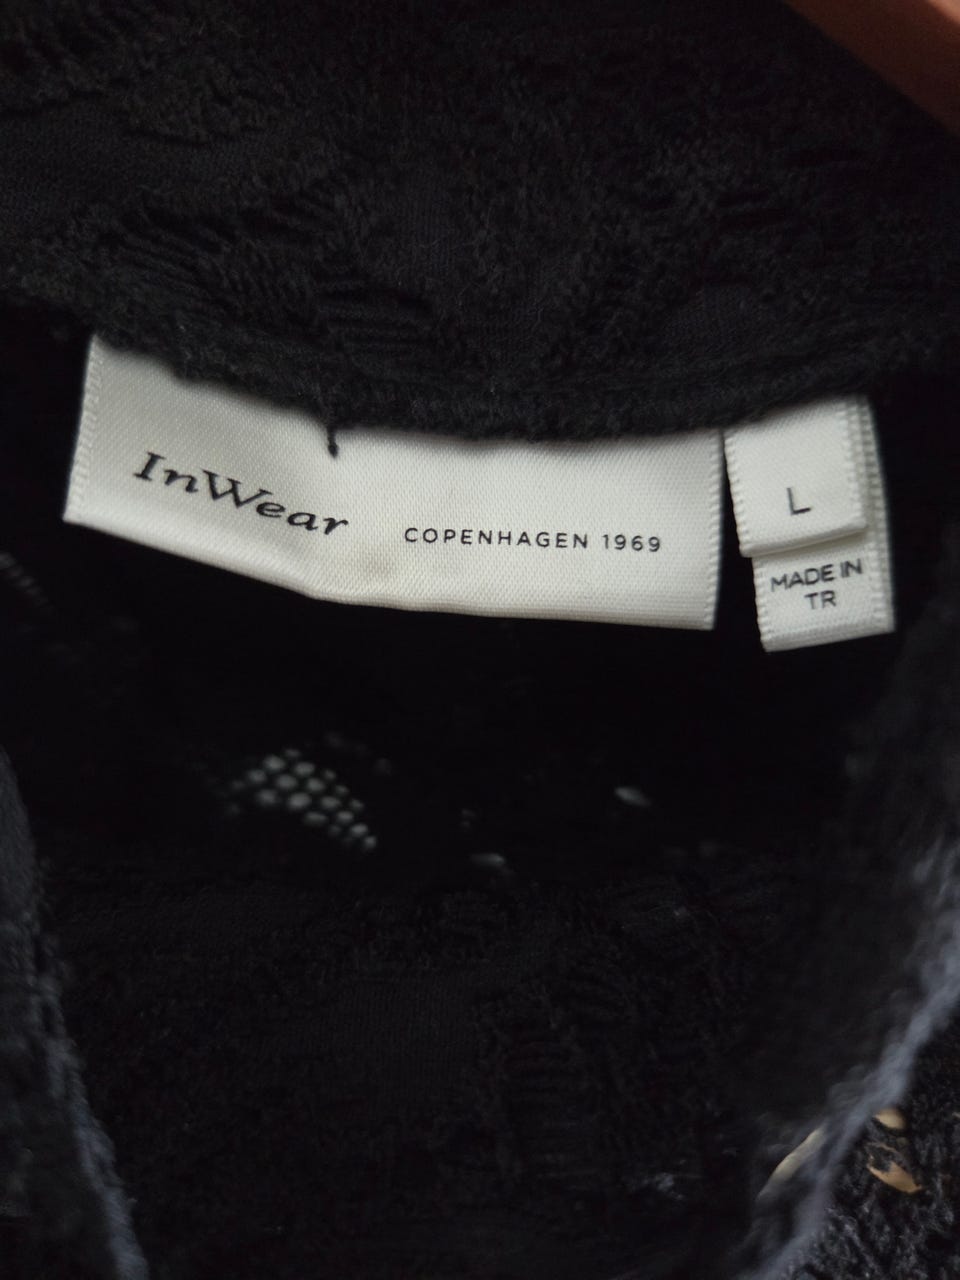 InWear COPENHAGEN 1969
L
MADE IN
TR